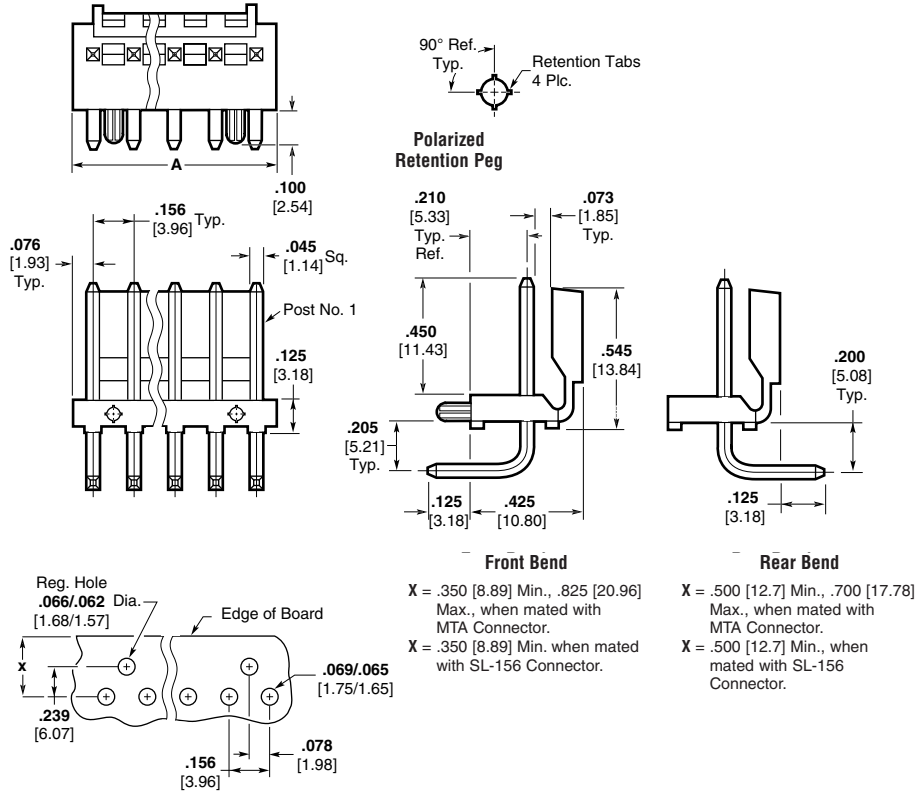 90° Ref.
Typ.
Retention Tabs
4 Plc.
Polarized
Retention Peg
A
.100
[2.54]
.156
[3.96]
Typ.
.076
[1.93]
Typ.
.045
[1.14]
Sq.
Post No. 1
.125
[3.18]
.210
[5.33]
Typ.
Ref.
.073
[1.85]
Typ.
.450
[11.43]
.545
[13.84]
.205
[5.21]
Typ.
.125
[3.18]
.425
[10.80]
.200
[5.08]
Typ.
.125
[3.18]
Front Bend
X = .350 [8.89] Min., .825 [20.96]
Max., when mated with
MTA Connector.
X = .350 [8.89] Min. when mated
with SL-156 Connector.
Rear Bend
X = .500 [12.7] Min., .700 [17.78]
Max., when mated with
MTA Connector.
X = .500 [12.7] Min., when
mated with SL-156
Connector.
Reg. Hole
.066/.062
[1.68/1.57]
Dia.
Edge of Board
x
.239
[6.07]
.069/.065
[1.75/1.65]
.078
[1.98]
.156
[3.96]